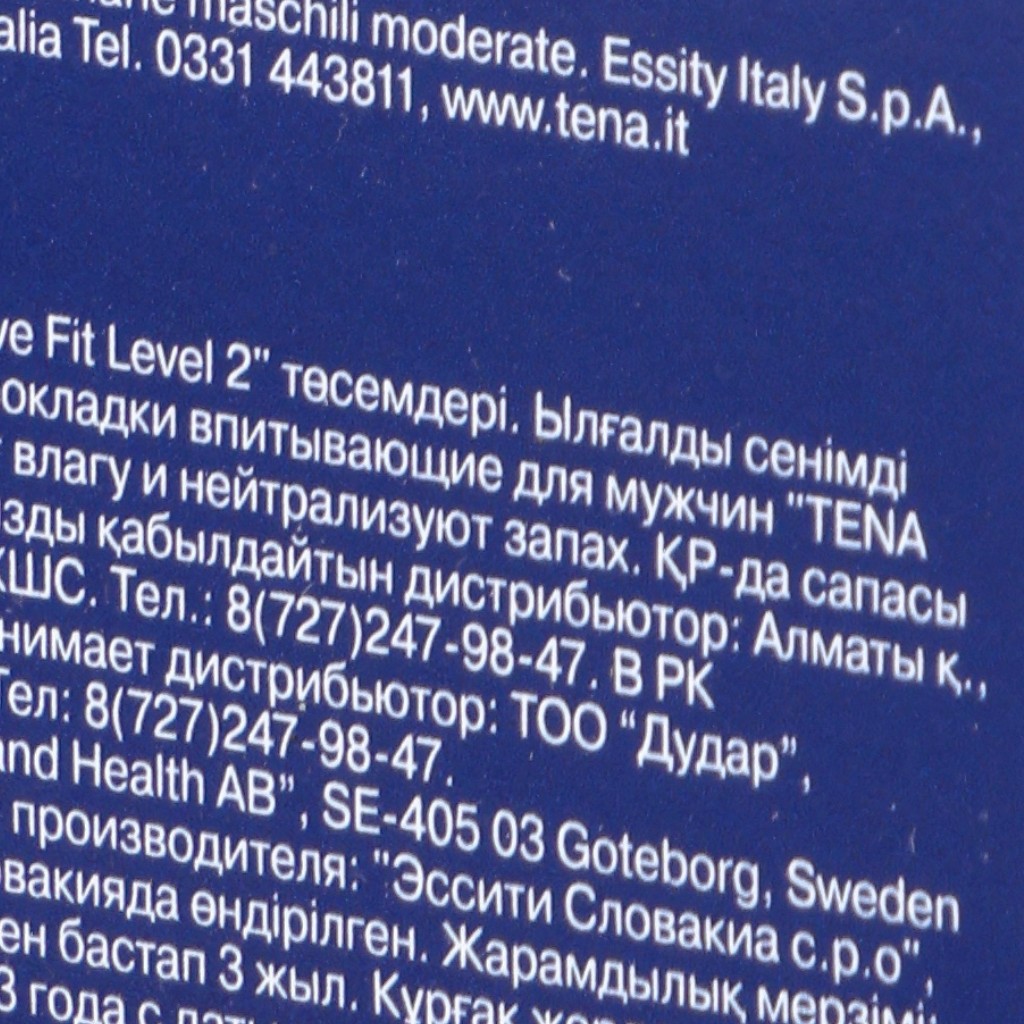 maschili moderate. Essity Italy S.p.A.,
alia Tel. 0331 443811, www.tena.it
ve Fit Level 2" төсемдері. Ылғалды сенімді
окладки впитывающие для мужчин "TENA
влагу и нейтрализуют запах. ҚР-да сапасы
зды қабылдайтын дистрибьютор: Алматы қ.,
ҚШС. Тел.: 8(727)247-98-47. В РК
нимает дистрибьютор: ТОО “Дудар”,
Тел: 8(727)247-98-47.
and Health AB”, SE-405 03 Goteborg, Sweden
производителя: "Эссити Словакиа с.р.о",
овакияда өндірілген. Жарамдылық мерзімі:
ен бастап 3 жыл. Құрғақ
3 года с